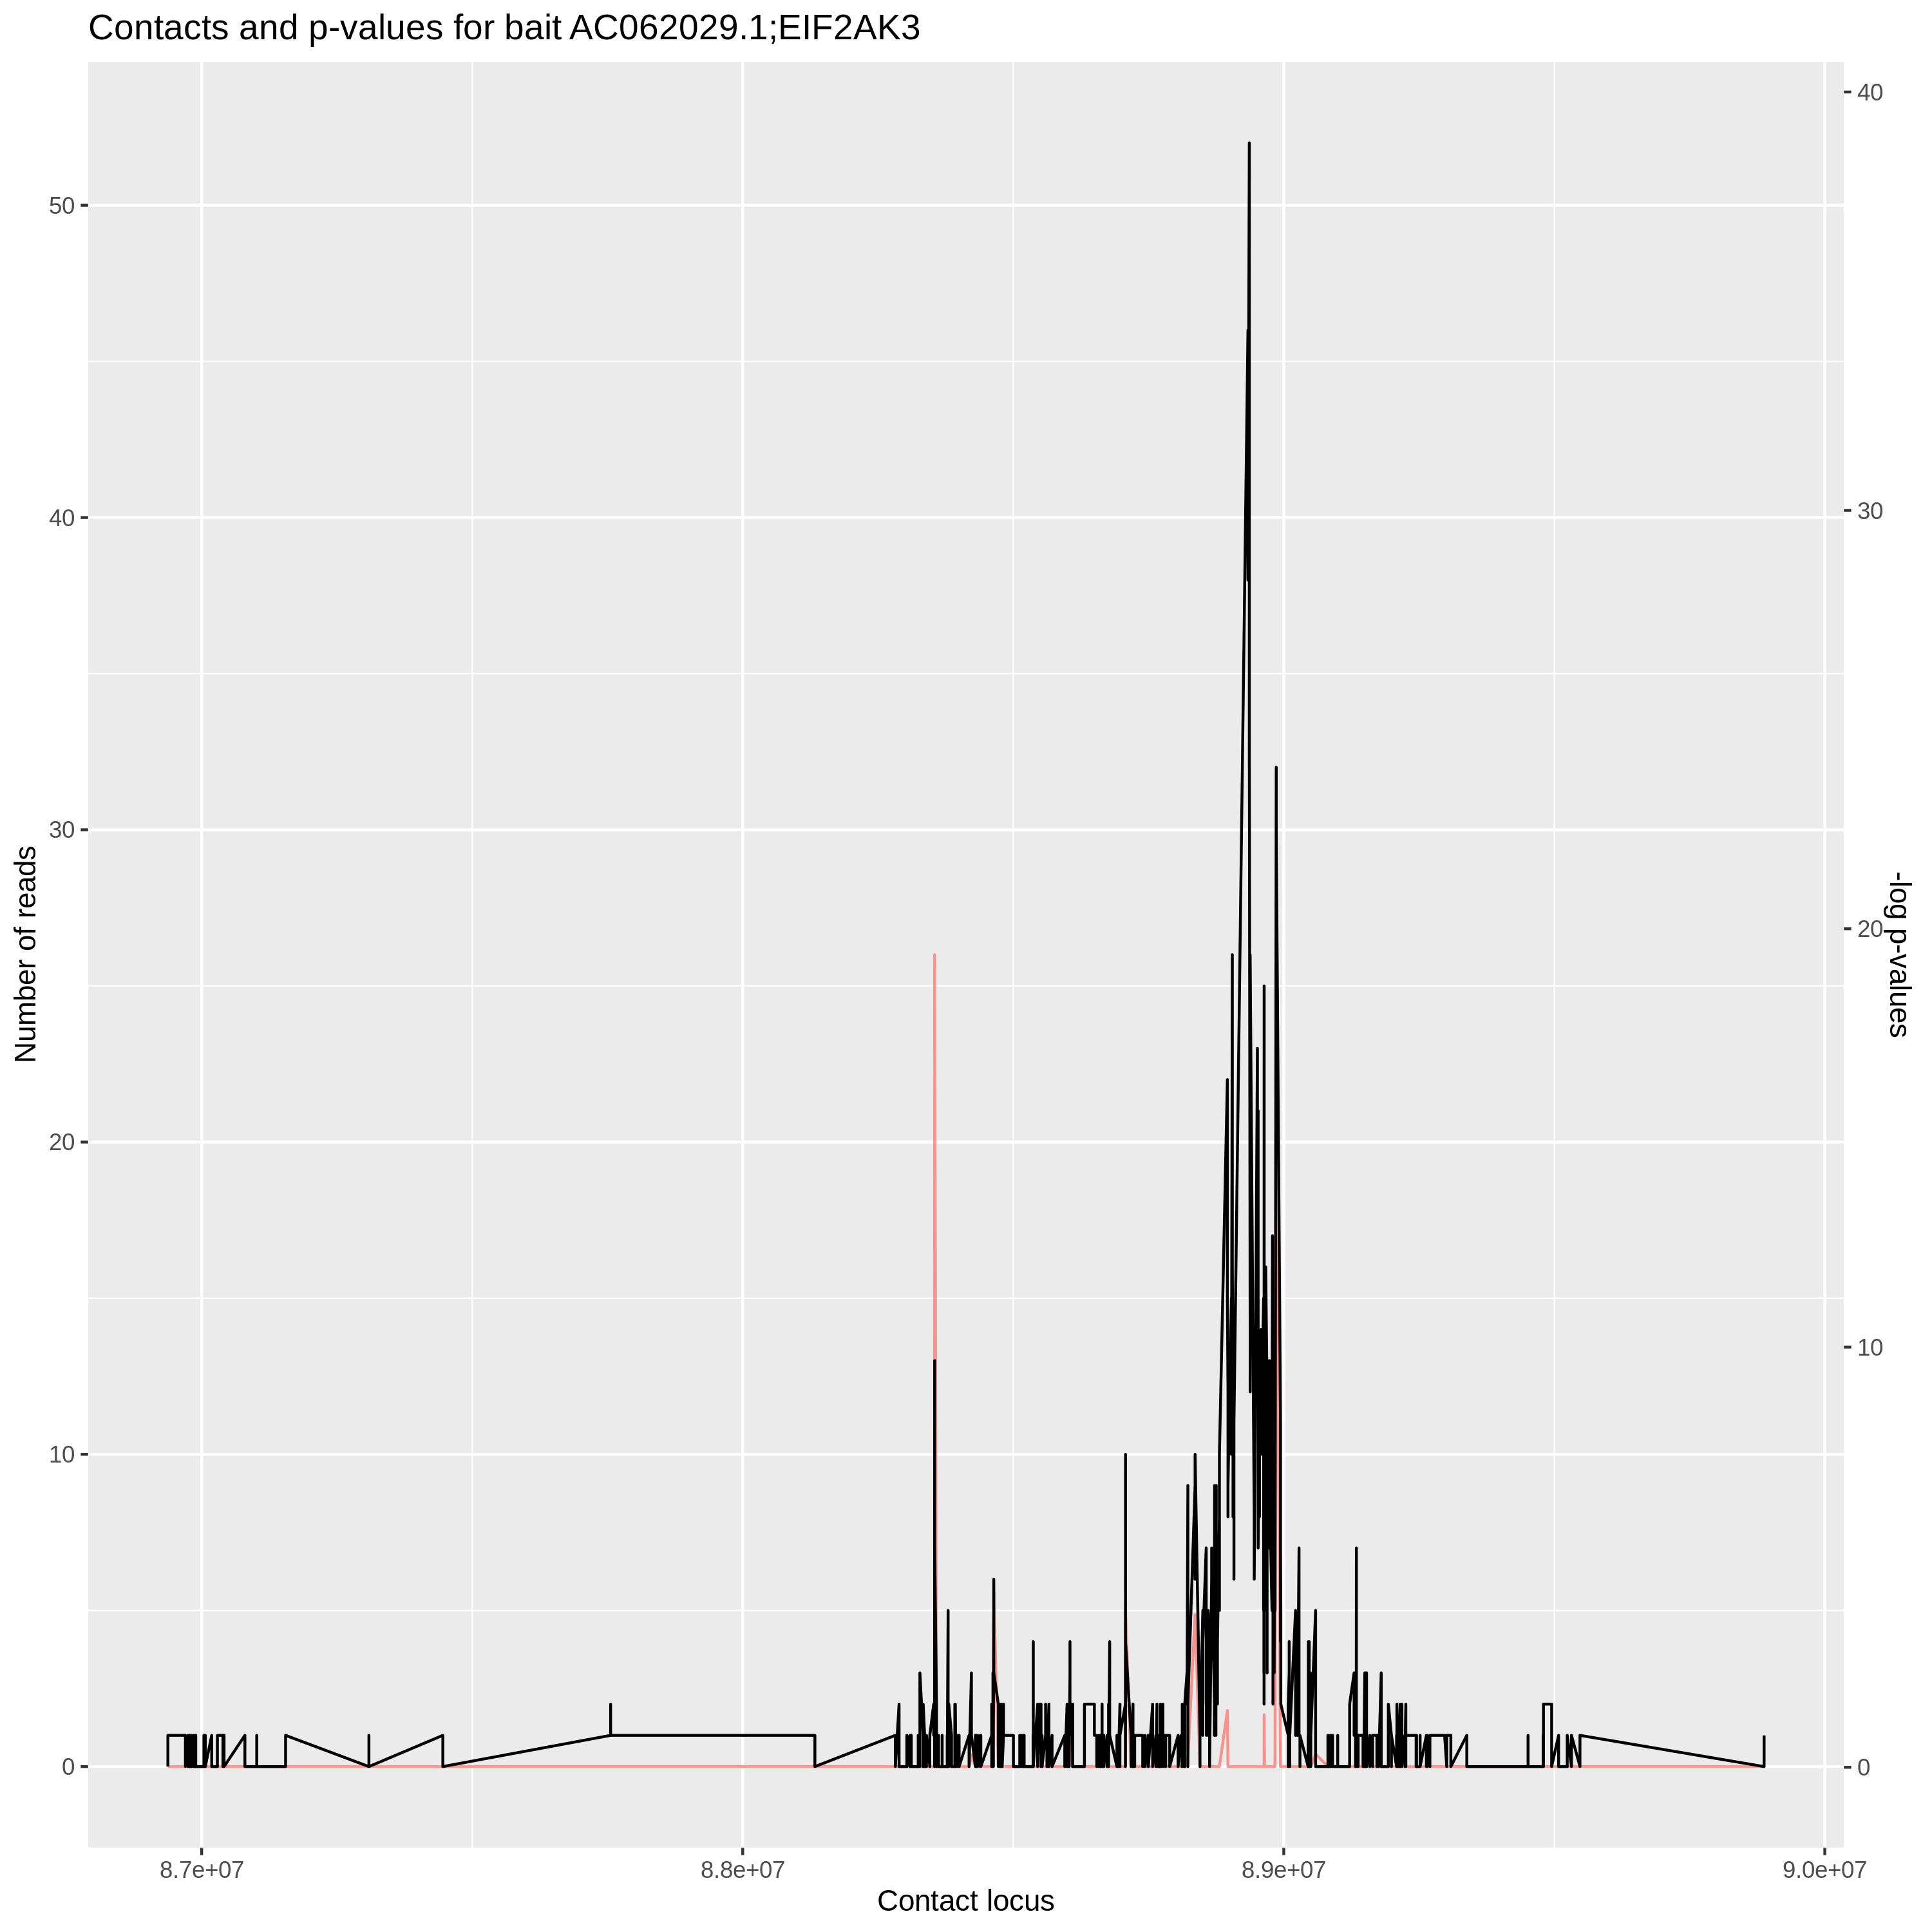 Contacts and p-values for bait AC062029.1;EIF2AK3
40
50
40
30
30
20
20
10
10
0
0
Number of reads
-log p-values
8.7e+07
8.8e+07
8.9e+07
9.0e+07
Contact locus